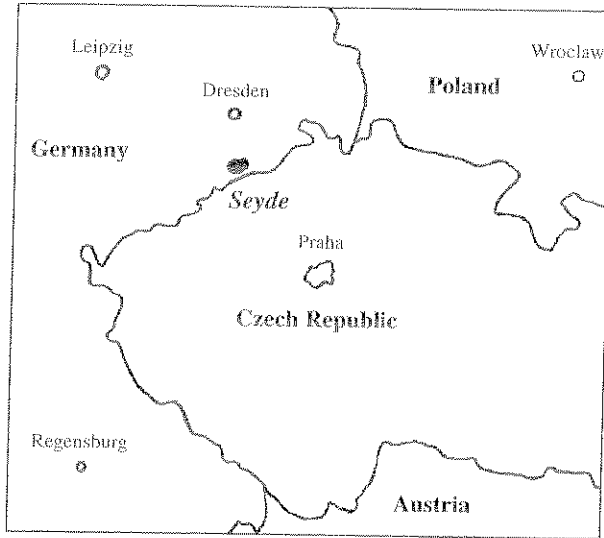 Leipzig
Wroclaw
Dresden
Poland
Germany
Seyde
Praha
Czech Republic
Regensburg
Austria